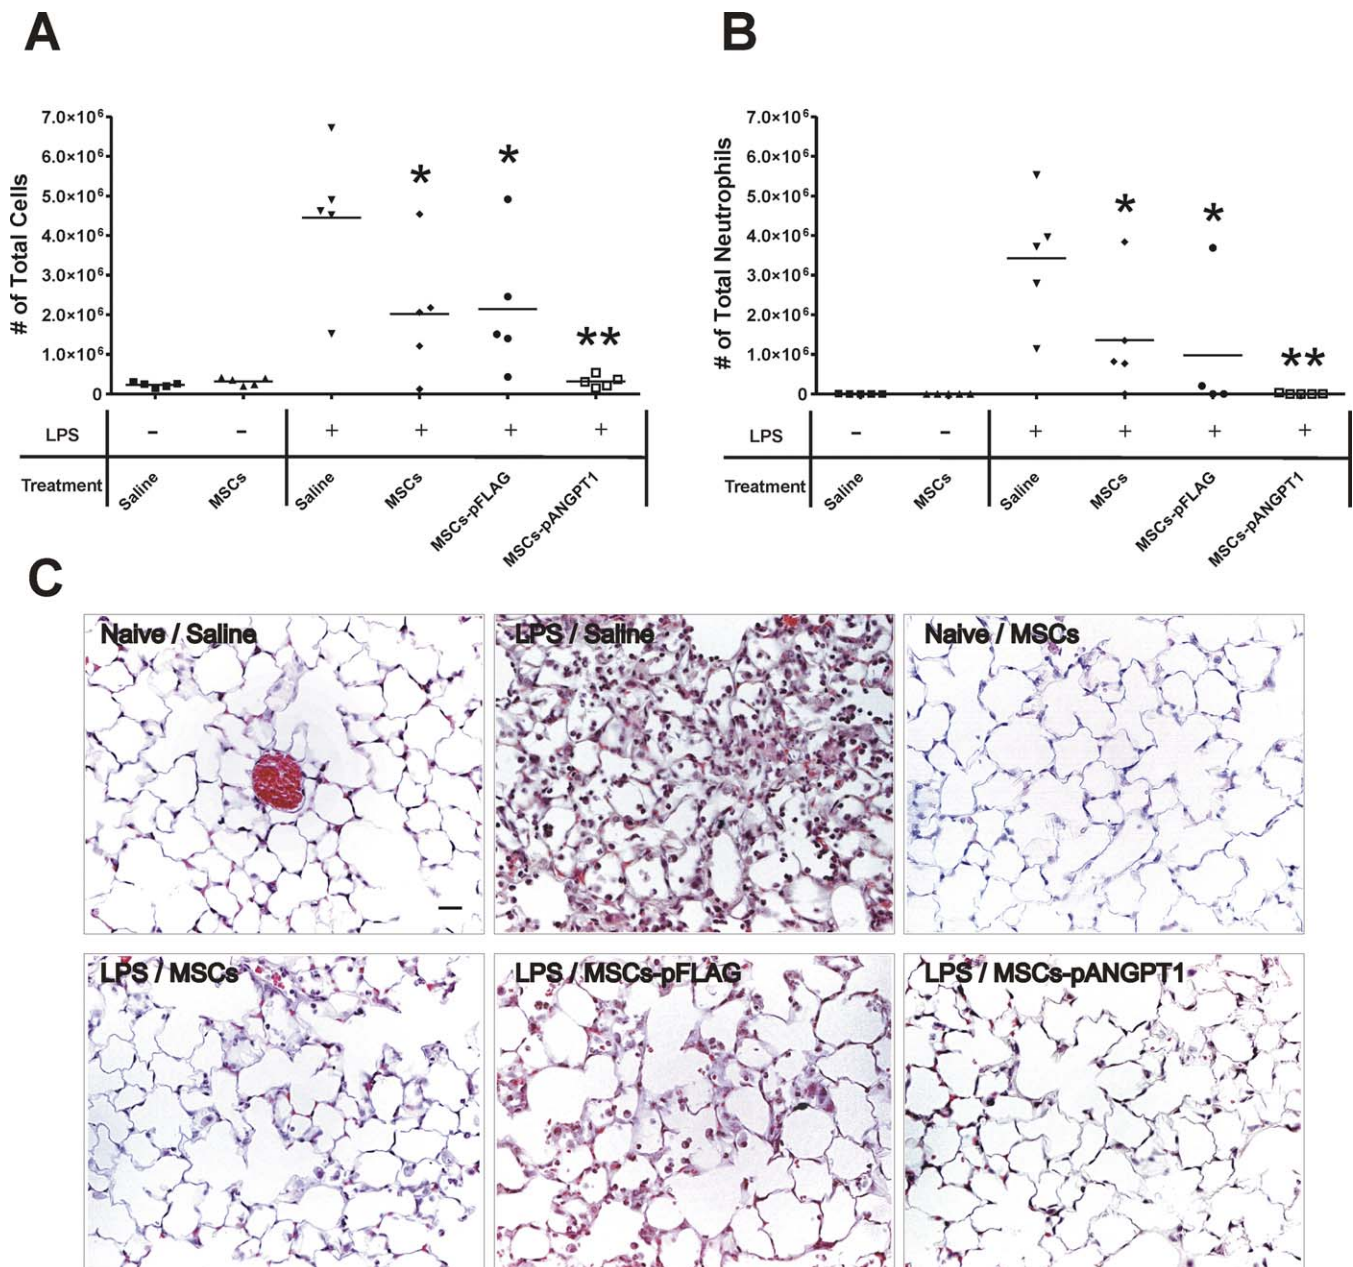 A
B
# of Total Cells
7.0×10⁶
6.0×10⁶
5.0×10⁶
4.0×10⁶
3.0×10⁶
2.0×10⁶
1.0×10⁶
0
*
*
**
LPS
- - + + + +
Treatment
Saline
MSCs
Saline
MSCs
MSCs-pFLAG
MSCs-pANGPT1
# of Total Neutrophils
7.0×10⁶
6.0×10⁶
5.0×10⁶
4.0×10⁶
3.0×10⁶
2.0×10⁶
1.0×10⁶
0
*
*
**
LPS
- - + + + +
Treatment
Saline
MSCs
Saline
MSCs
MSCs-pFLAG
MSCs-pANGPT1
C
Naive / Saline
LPS / Saline
Naive / MSCs
LPS / MSCs
LPS / MSCs-pFLAG
LPS / MSCs-pANGPT1